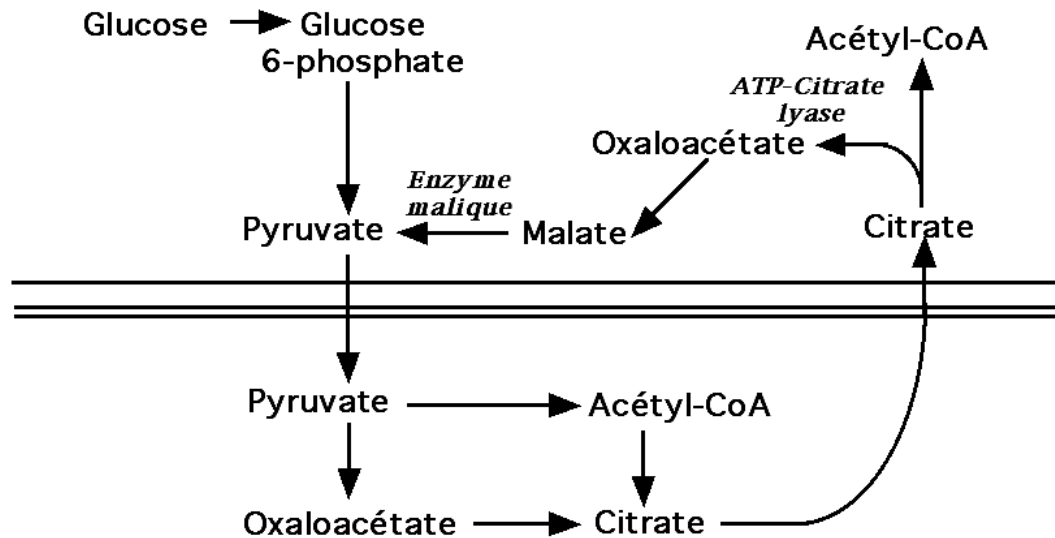 Glucose
Glucose
6-phosphate
Acétyl-CoA
ATP-Citrate
lyase
Oxaloacétate
Enzyme
malique
Pyruvate
Malate
Citrate
Pyruvate
Acétyl-CoA
Oxaloacétate
Citrate